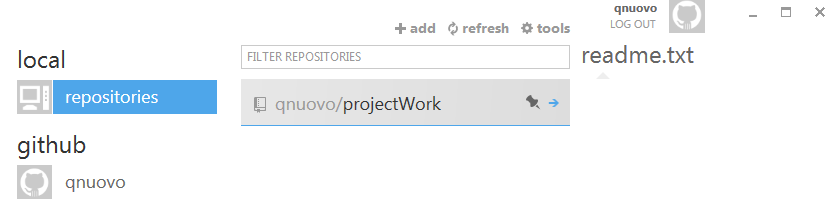 qnuovo
LOG OUT
add refresh tools
local
FILTER REPOSITORIES
readme.txt
repositories
qnuovo/projectWork
github
qnuovo